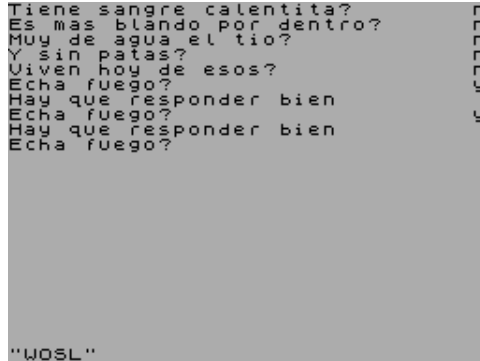 Tiene sangre calentita? n
Es mas blando por dentro? n
Muy de agua el tio? n
Y sin patas? n
Viven hoy de esos? n
Echa fuego? y
Hay que responder bien
Echa fuego? y
Hay que responder bien
Echa fuego?
"WOSL"